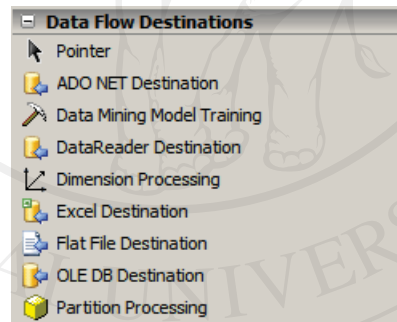 Data Flow Destinations
Pointer
ADO NET Destination
Data Mining Model Training
DataReader Destination
Dimension Processing
Excel Destination
Flat File Destination
OLE DB Destination
Partition Processing